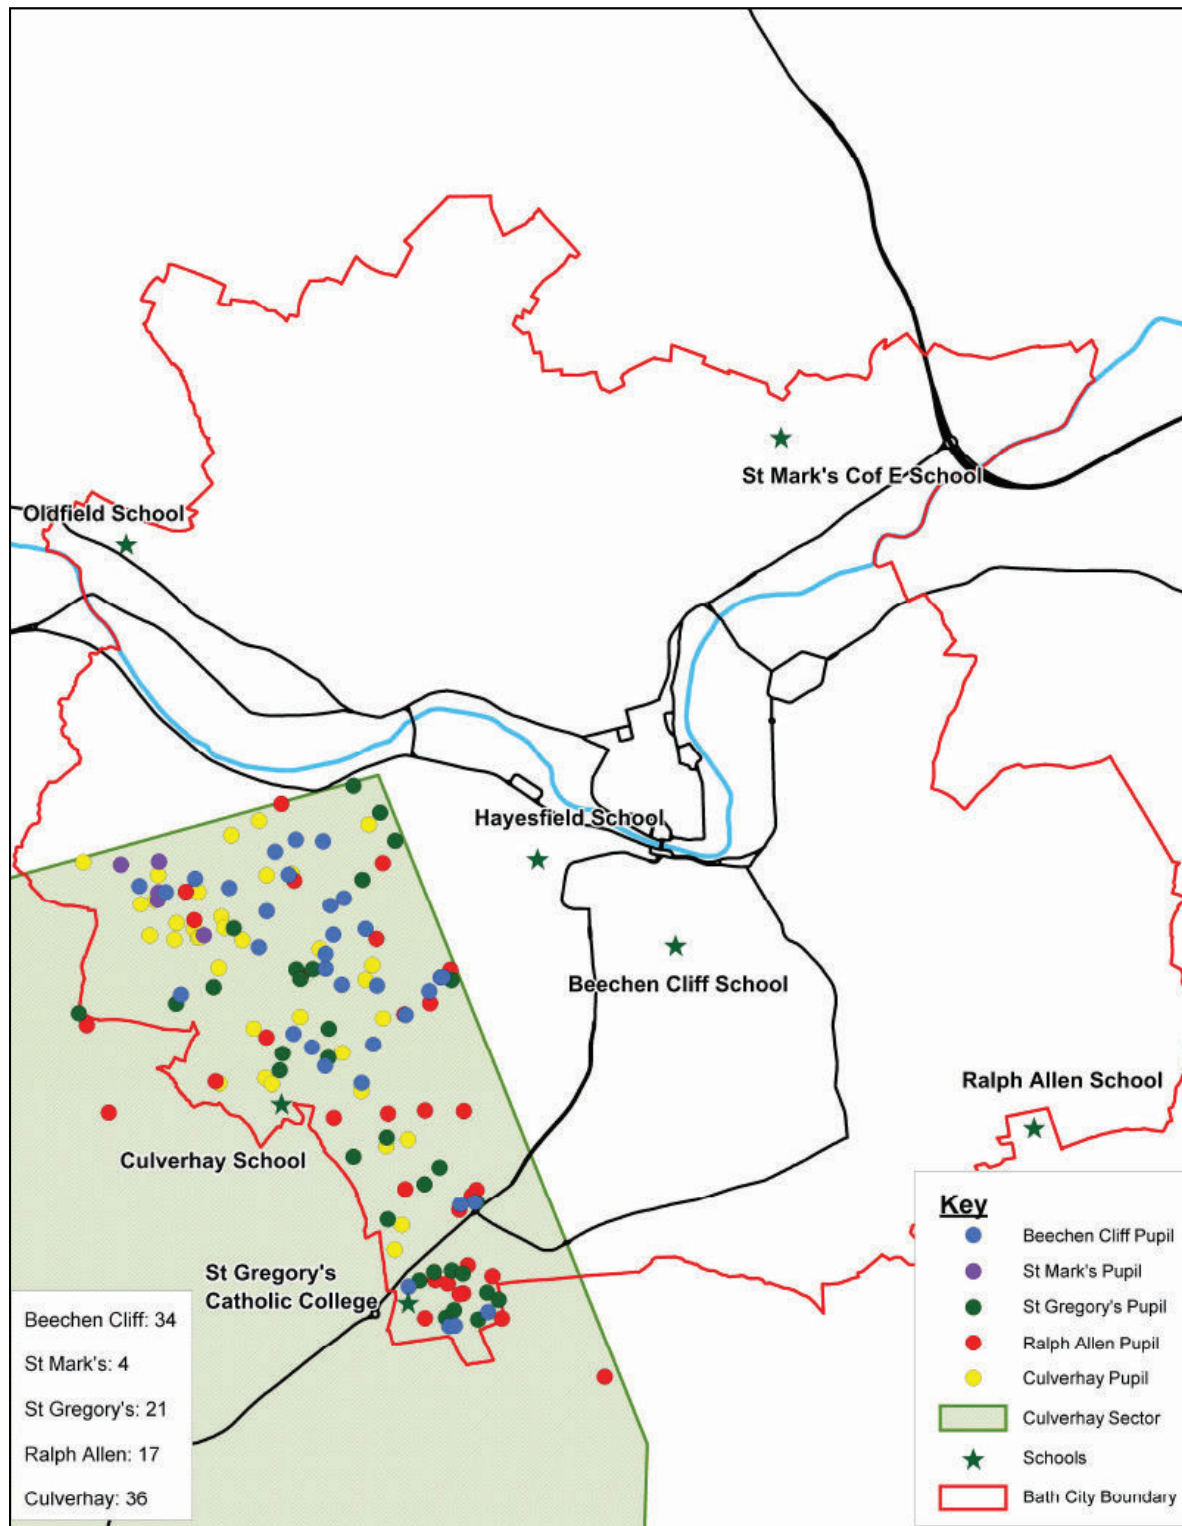 St Mark's Cof E School
Oldfield School
Hayesfield School
Beechen Cliff School
Ralph Allen School
Culverhay School
St Gregory's
Catholic College
Beechen Cliff: 34
St Mark's: 4
St Gregory's: 21
Ralph Allen: 17
Culverhay: 36
Key
Beechen Cliff Pupil
St Mark's Pupil
St Gregory's Pupil
Ralph Allen Pupil
Culverhay Pupil
Culverhay Sector
Schools
Bath City Boundary